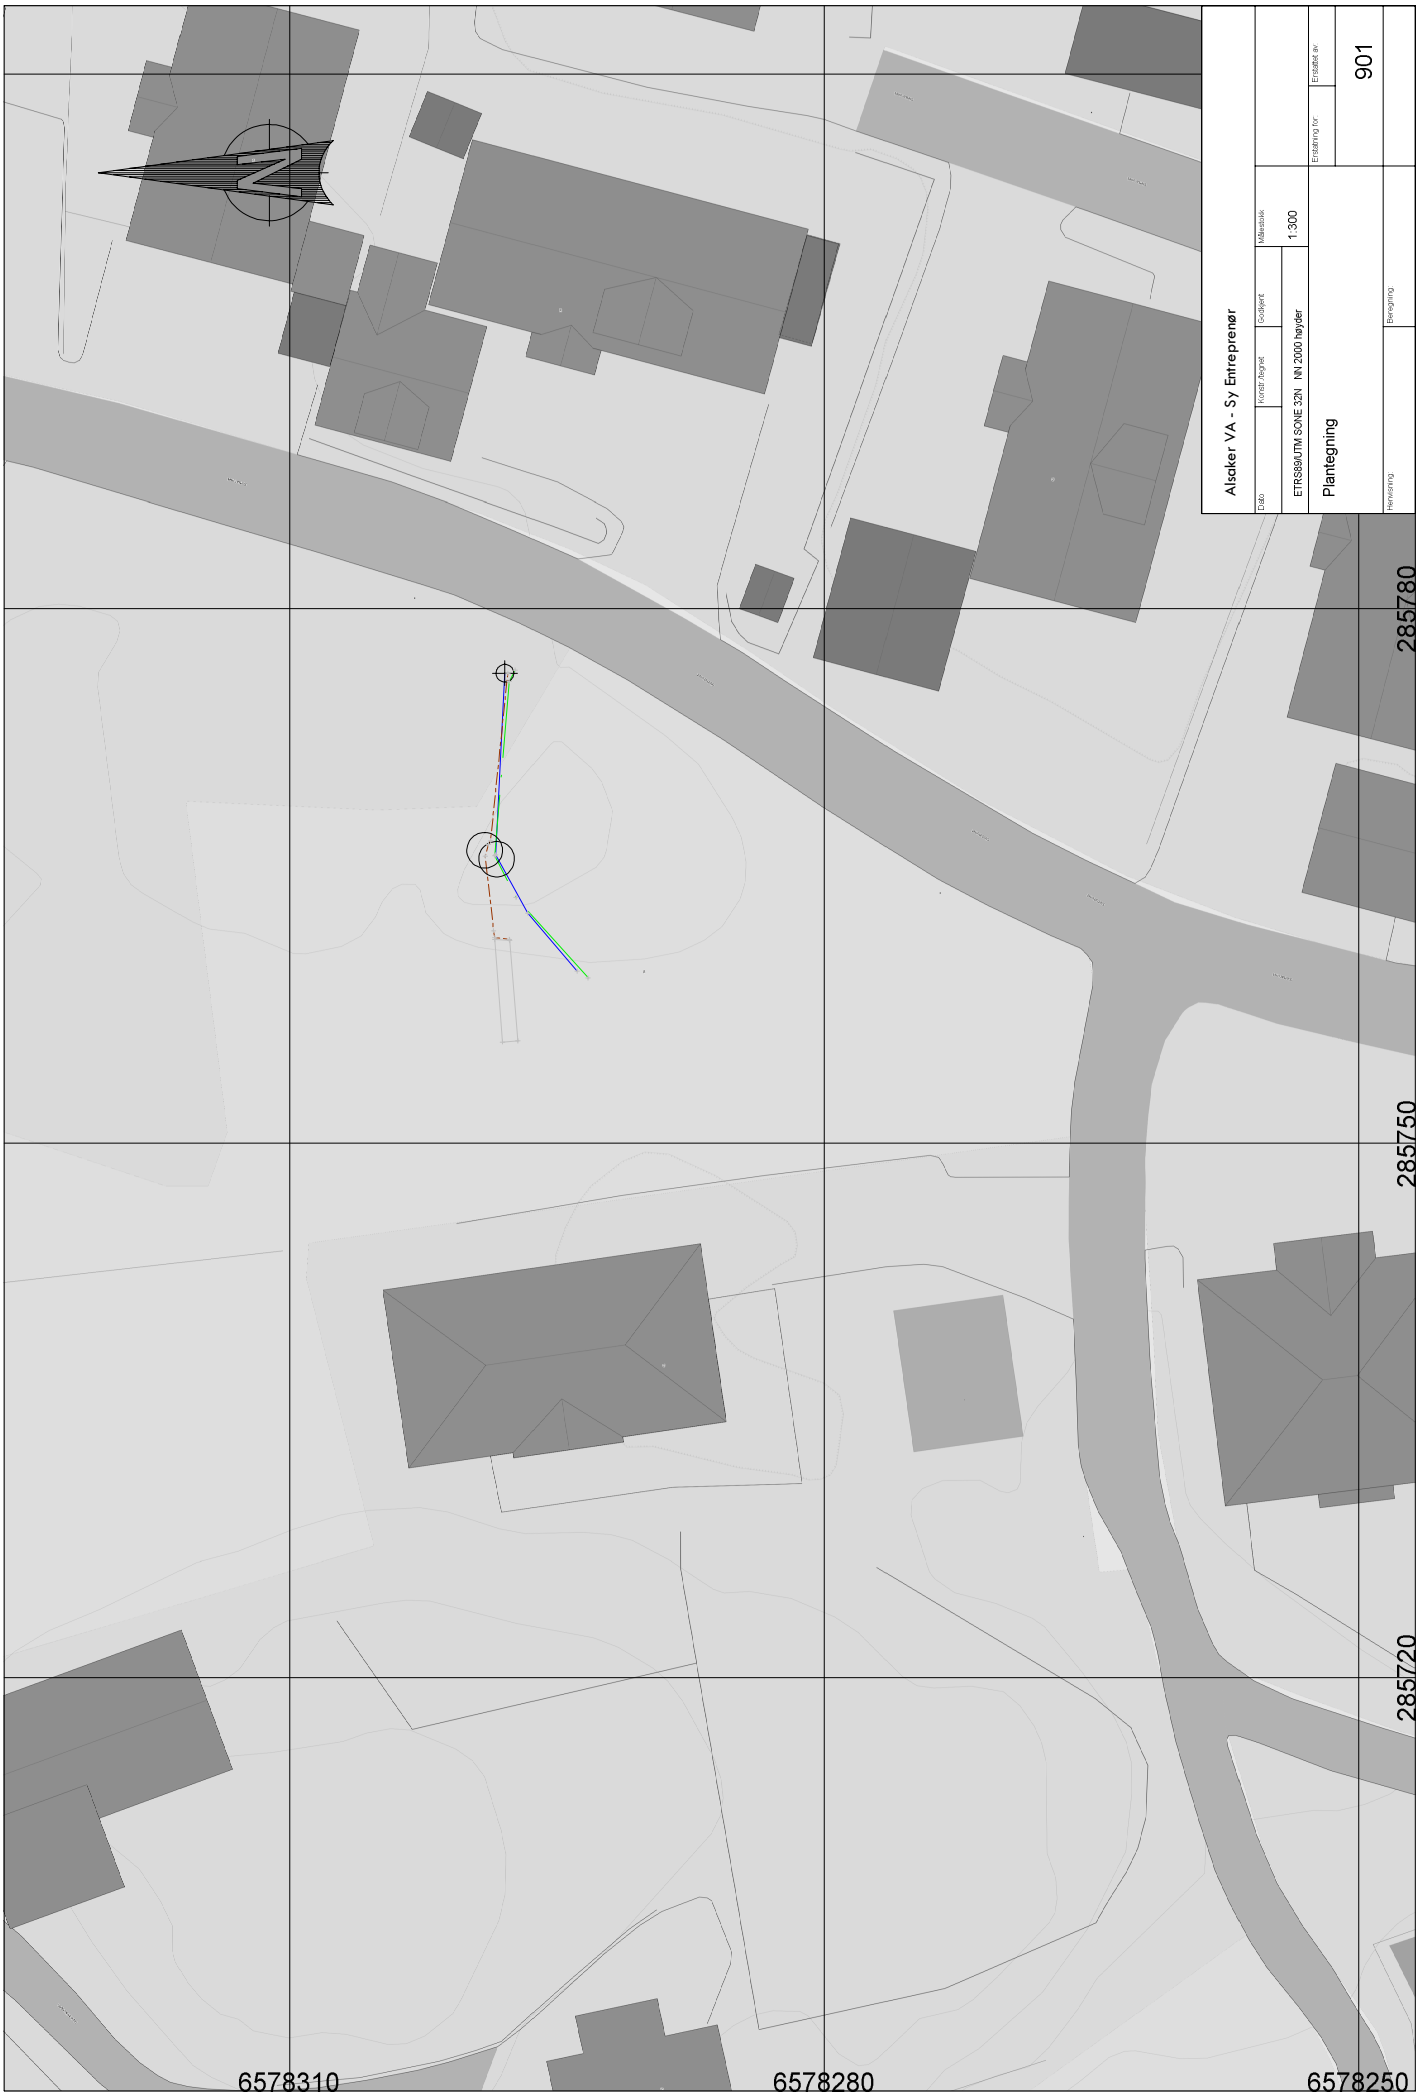 N
Alsaker VA - Sy Entreprenør
Dato
Konstr./tegnet
Godkjent
Målestokk
ETRS89/UTM SONE 32N   NN 2000 høyder
1:300
Plantegning
Erstatning for:
Erstattet av:
901
Henvisning:
Beregning:
285780
285750
285720
6578310
6578280
6578250